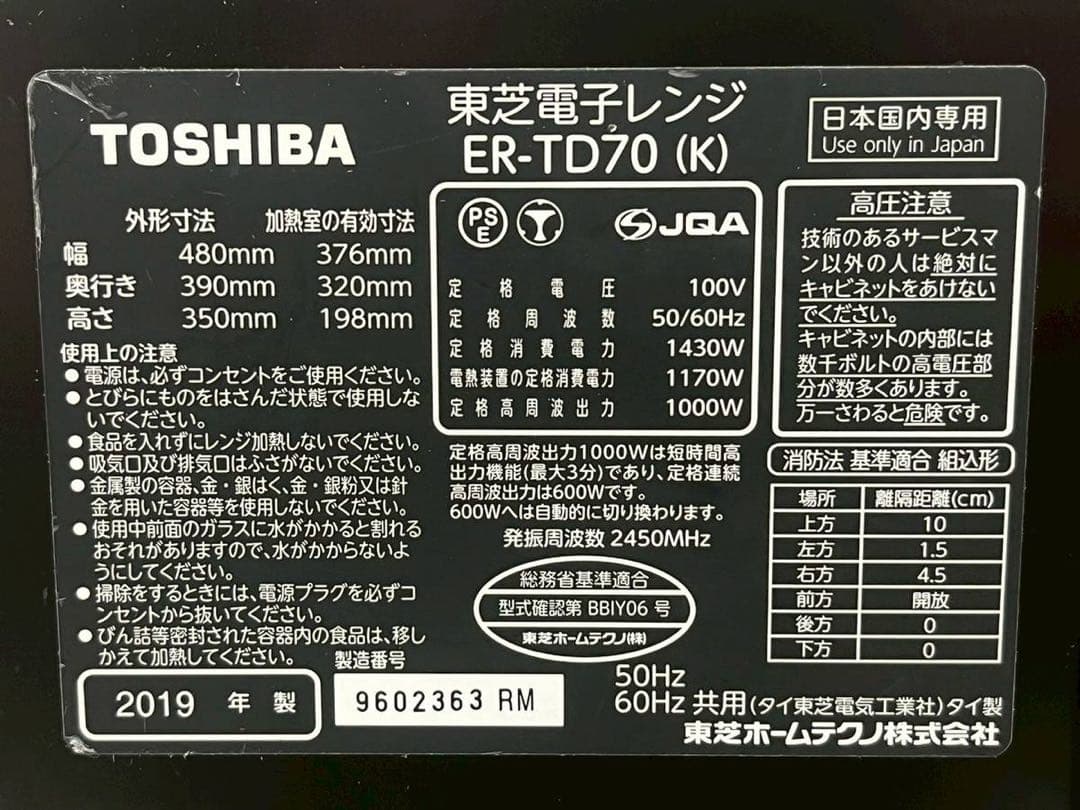 TOSHIBA
東芝電子レンジ
ER-TD70 (K)
日本国内専用
Use only in Japan
外形寸法 加熱室の有効寸法
幅 480mm 376mm
奥行き 390mm 320mm
高さ 350mm 198mm
使用上の注意
●電源は、必ずコンセントをご使用ください。
●とびらにものをはさんだ状態で使用しな
いでください。
●食品を入れずにレンジ加熱しないでください。
●吸気口及び排気口はふさがないでください。
●金属製の容器、金・銀はく、金・銀粉又は針
金を用いた容器等を使用しないでください。
●使用中前面のガラスに水がかかると割れる
おそれがありますので、水がかからないよ
うにしてください。
●掃除をするときには、電源プラグを必ずコ
ンセントから抜いてください。
●びん詰等密封された容器内の食品は、移し
かえて加熱してください。
PS
E
JQA
定格電圧 100V
定格周波数 50/60Hz
定格消費電力 1430W
電熱装置の定格消費電力 1170W
定格高周波出力 1000W
定格高周波出力1000Wは短時間高
出力機能(最大3分)であり、定格連続
高周波出力は600Wです。
600Wへは自動的に切り換わります。
発振周波数 2450MHz
総務省基準適合
型式確認第 BBIY06 号
東芝ホームテクノ(株)
高圧注意
技術のあるサービスマ
ン以外の人は絶対に
キャビネットをあけない
でください。
キャビネットの内部には
数千ボルトの高電圧部
分が数多くあります。
万一さわると危険です。
消防法 基準適合 組込形
場所 離隔距離(cm)
上方 10
左方 1.5
右方 4.5
前方 開放
後方 0
下方 0
製造番号
2019 年 製
9602363 RM
50Hz
60Hz 共用(タイ東芝電気工業社)タイ製
東芝ホームテクノ株式会社